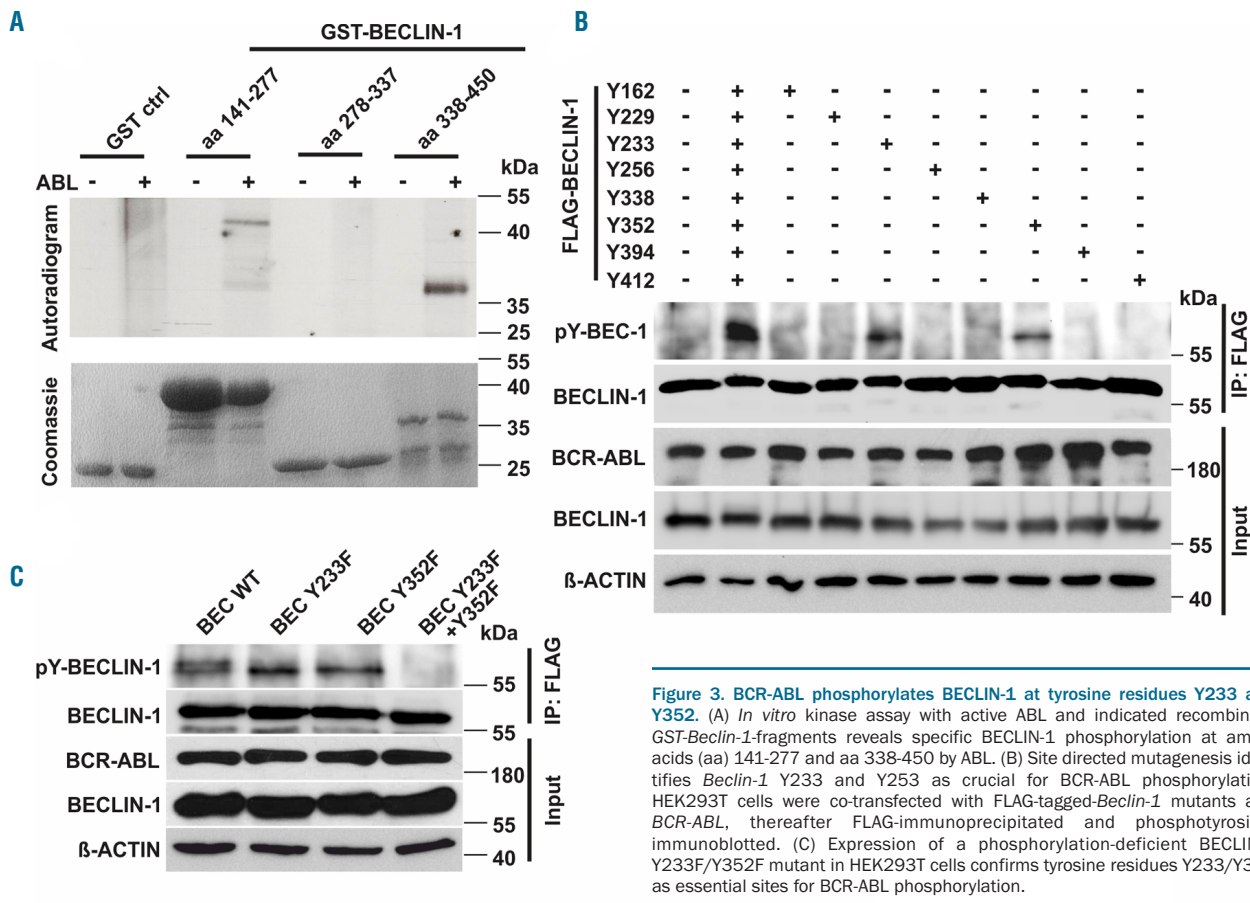 A
GST-BECLIN-1
GST ctrl
aa 141-277
aa 278-337
aa 338-450
kDa
ABL - + - + - + - +
Autoradiogram
55
40
35
25
Coomassie
55
40
35
25
B
FLAG-BECLIN-1
Y162 - + + - - - - - - -
Y229 - + - + - - - - - -
Y233 - + - - + - - - - -
Y256 - + - - - + - - - -
Y338 - + - - - - + - - -
Y352 - + - - - - - + - -
Y394 - + - - - - - - + -
Y412 - + - - - - - - - +
kDa
pY-BEC-1
55
BECLIN-1
55
IP: FLAG
BCR-ABL
180
BECLIN-1
55
ß-ACTIN
40
Input
C
BEC WT
BEC Y233F
BEC Y352F
BEC Y233F
+Y352F
kDa
pY-BECLIN-1
55
BECLIN-1
55
IP: FLAG
BCR-ABL
180
BECLIN-1
55
ß-ACTIN
40
Input
Figure 3. BCR-ABL phosphorylates BECLIN-1 at tyrosine residues Y233 a
Y352. (A) In vitro kinase assay with active ABL and indicated recombin
GST-Beclin-1-fragments reveals specific BECLIN-1 phosphorylation at am
acids (aa) 141-277 and aa 338-450 by ABL. (B) Site directed mutagenesis id
tifies Beclin-1 Y233 and Y253 as crucial for BCR-ABL phosphorylati
HEK293T cells were co-transfected with FLAG-tagged-Beclin-1 mutants a
BCR-ABL, thereafter FLAG-immunoprecipitated and phosphotyrosi
immunoblotted. (C) Expression of a phosphorylation-deficient BECLI
Y233F/Y352F mutant in HEK293T cells confirms tyrosine residues Y233/Y3
as essential sites for BCR-ABL phosphorylation.